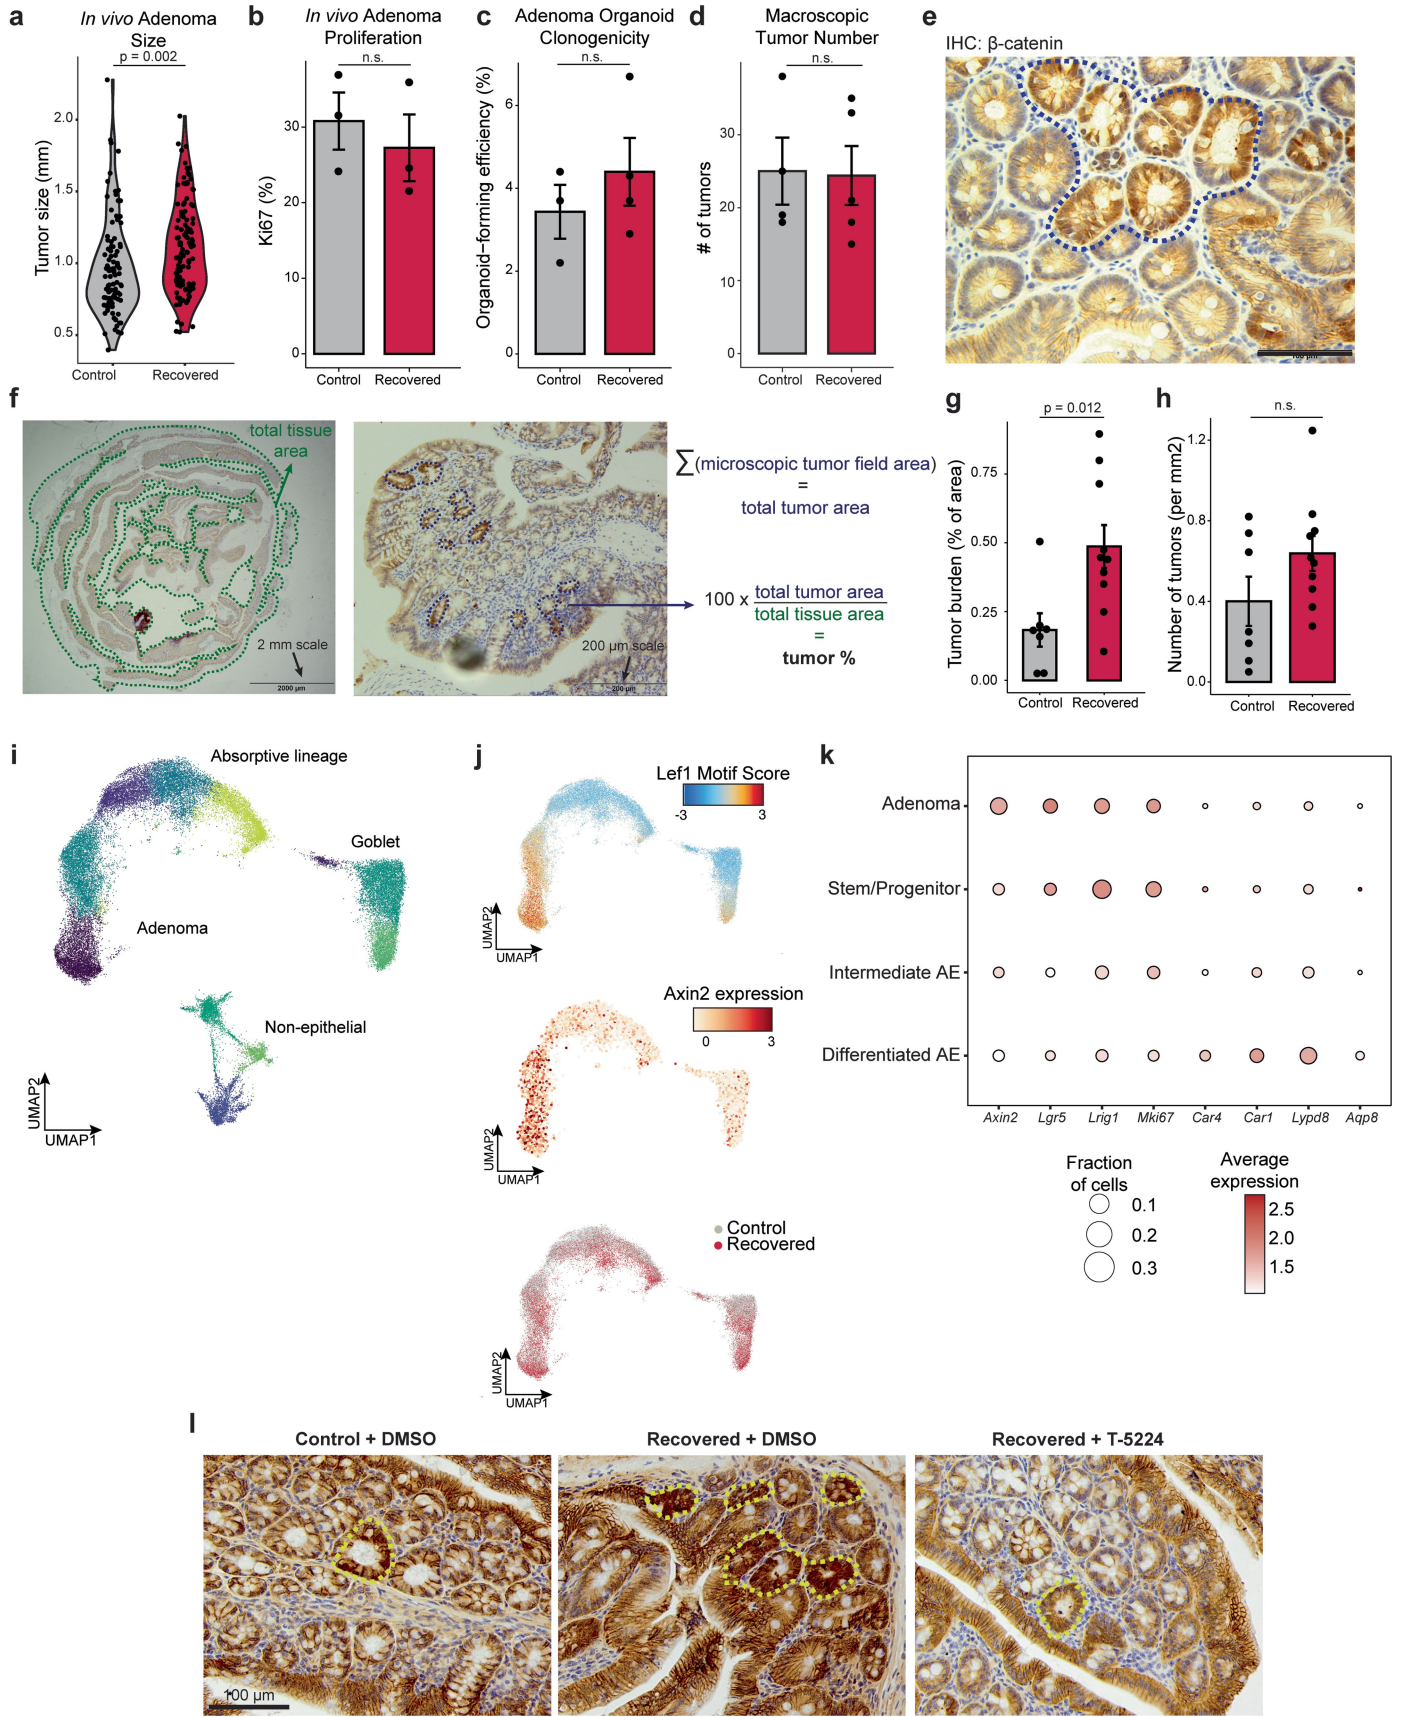 a
In vivo Adenoma
Size
p = 0.002
Tumor size (mm)
2.0
1.5
1.0
0.5
Control
Recovered
b
In vivo Adenoma
Proliferation
n.s.
Ki67 (%)
30
20
10
0
Control
Recovered
c
Adenoma Organoid
Clonogenicity
n.s.
Organoid−forming efficiency (%)
6
4
2
0
Control
Recovered
d
Macroscopic
Tumor Number
n.s.
# of tumors
30
20
10
0
Control
Recovered
e
IHC: β-catenin
100 µm
f
total tissue
area
2 mm scale
2000 µm
200 µm scale
200 µm
∑(microscopic tumor field area)
=
total tumor area
100 x total tumor area
total tissue area
=
tumor %
g
p = 0.012
Tumor burden (% of area)
0.75
0.50
0.25
0.00
Control
Recovered
h
n.s.
Number of tumors (per mm2)
1.2
0.8
0.4
0.0
Control
Recovered
i
Absorptive lineage
Goblet
Adenoma
Non-epithelial
UMAP2
UMAP1
j
Lef1 Motif Score
-3
3
UMAP2
UMAP1
Axin2 expression
0
3
UMAP2
UMAP1
Control
Recovered
UMAP2
UMAP1
k
Adenoma
Stem/Progenitor
Intermediate AE
Differentiated AE
Axin2 Lgr5 Lrig1 Mki67 Car4 Car1 Lypd8 Aqp8
Fraction
of cells
0.1
0.2
0.3
Average
expression
2.5
2.0
1.5
l
Control + DMSO
Recovered + DMSO
Recovered + T-5224
100 µm